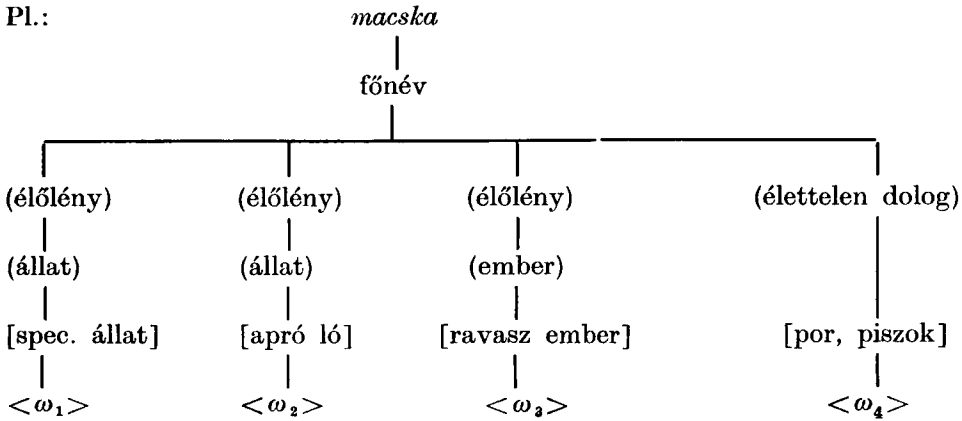 Pl.: macska
főnév
(élőlény) (élőlény) (élőlény) (élettelen dolog)
(állat) (állat) (ember)
[spec. állat] [apró ló] [ravasz ember] [por, piszok]
<ω₁> <ω₂> <ω₃> <ω₄>